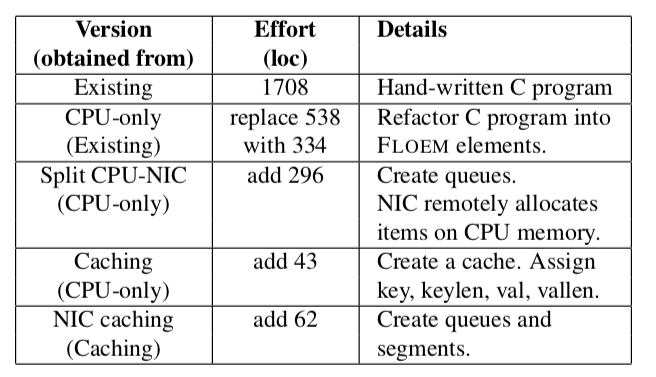 Version Effort Details
(obtained from) (loc)
Existing 1708 Hand-written C program
CPU-only replace 538 Refactor C program into
(Existing) with 334 FLOEM elements.
Split CPU-NIC add 296 Create queues.
(CPU-only) NIC remotely allocates
items on CPU memory.
Caching add 43 Create a cache. Assign
(CPU-only) key, keylen, val, vallen.
NIC caching add 62 Create queues and
(Caching) segments.